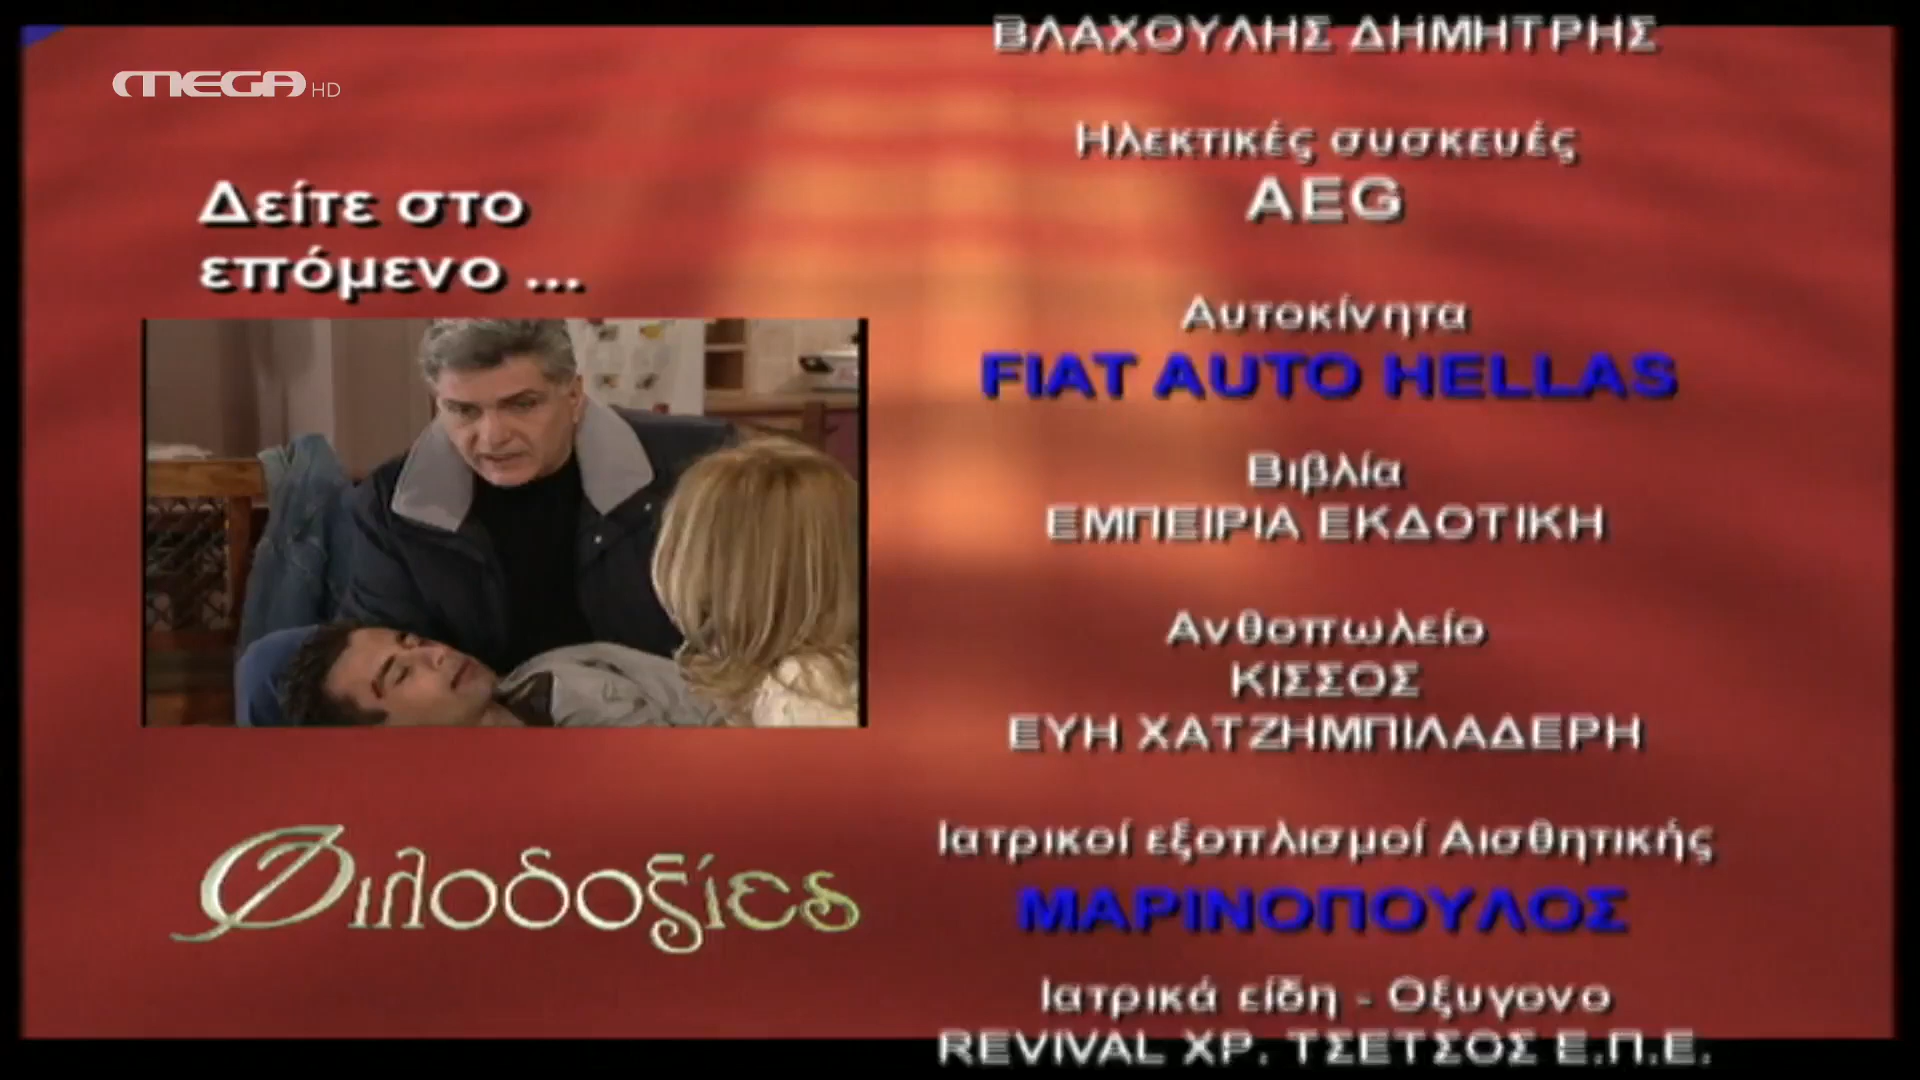 MEGA HD
Δείτε στο
επόμενο ...
Φιλοδοξίες
ΒΛΑΧΟΥΛΗΣ ΔΗΜΗΤΡΗΣ
Ηλεκτικές συσκευές
AEG
Αυτοκίνητα
FIAT AUTO HELLAS
Βιβλία
ΕΜΠΕΙΡΙΑ ΕΚΔΟΤΙΚΗ
Ανθοπωλείο
ΚΙΣΣΟΣ
ΕΥΗ ΧΑΤΖΗΜΠΙΛΑΔΕΡΗ
Ιατρικοί εξοπλισμοί Αισθητικής
ΜΑΡΙΝΟΠΟΥΛΟΣ
Ιατρικά είδη - Οξυγονο
REVIVAL ΧΡ. ΤΣΕΤΣΟΣ Ε.Π.Ε.